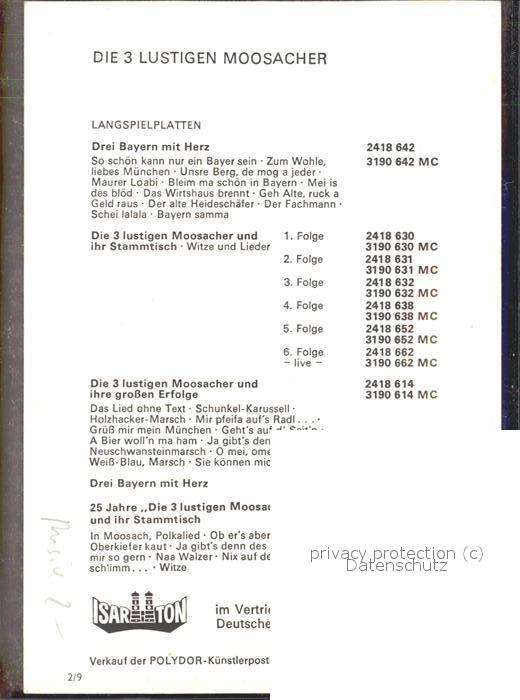 DIE 3 LUSTIGEN MOOSACHER
LANGSPIELPLATTEN
Drei Bayern mit Herz 2418 642
So schön kann nur ein Bayer sein · Zum Wohle, 3190 642 MC
liebes München · Unsre Berg, de mog a jeder ·
Maurer Loabi · Bleim ma schön in Bayern · Mei is
des blöd · Das Wirtshaus brennt · Geh Alte, ruck a
Geld raus · Der alte Heideschäfer · Der Fachmann ·
Schei lalala · Bayern samma
Die 3 lustigen Moosacher und 1. Folge 2418 630
ihr Stammtisch · Witze und Lieder 3190 630 MC
2. Folge 2418 631
3190 631 MC
3. Folge 2418 632
3190 632 MC
4. Folge 2418 638
3190 638 MC
5. Folge 2418 652
3190 652 MC
6. Folge 2418 662
– live – 3190 662 MC
Die 3 lustigen Moosacher und 2418 614
ihre großen Erfolge 3190 614 MC
Das Lied ohne Text · Schunkel-Karussell ·
Holzhacker-Marsch · Mir pfeifa auf's Radl . . . ·
Grüß mir mein München · Geht's auf
A Bier woll'n ma ham · Ja gibt's den
Neuschwansteinmarsch · O mei, ome
Weiß-Blau, Marsch · Sie können mic
Drei Bayern mit Herz
25 Jahre „Die 3 lustigen Moosac
und ihr Stammtisch
In Moosach, Polkalied · Ob er's aber
Oberkiefer kaut · Ja gibt's denn des
mir so gern · Naa Walzer · Nix auf de
schlimm . . . · Witze
privacy protection (c)
Datenschutz
ISAR TON
im Vertrie
Deutsche
Verkauf der POLYDOR-Künstlerpost
2/9
Musik 2 –